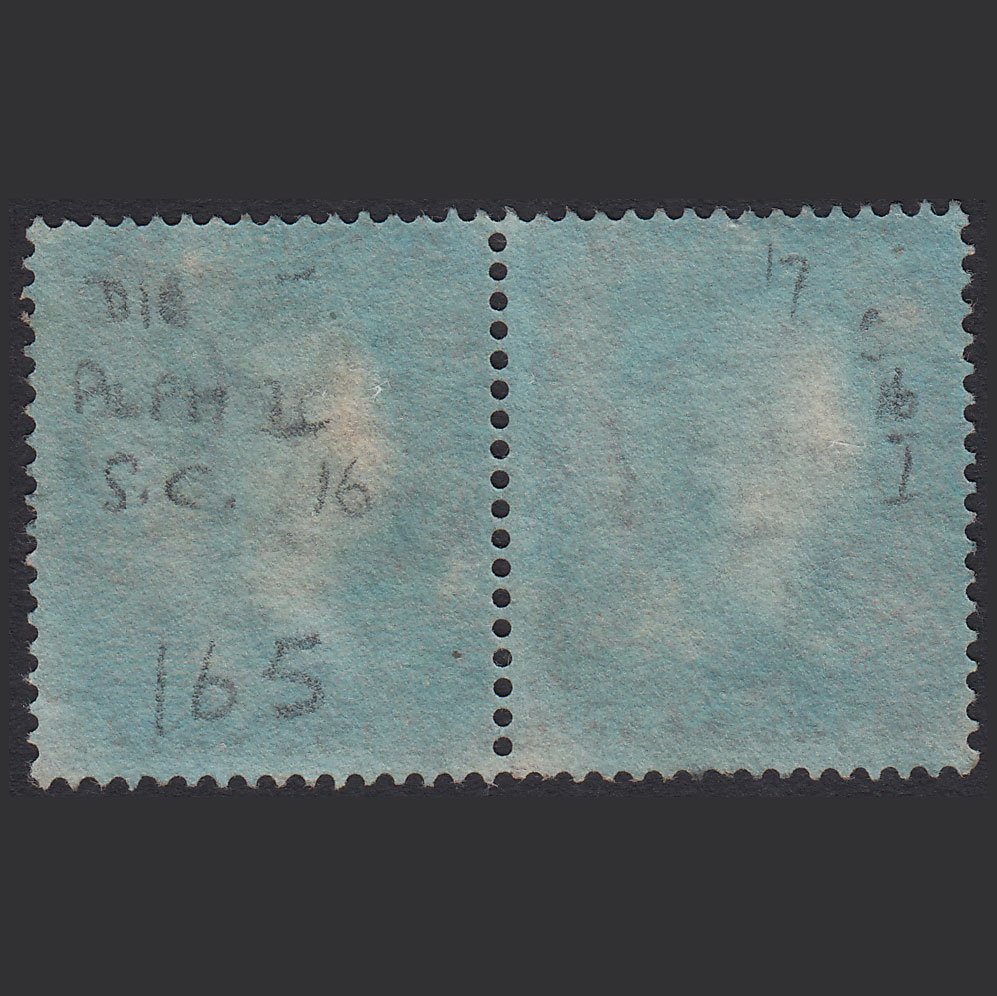 DIE
ALPH II
S.C. 16
165
17